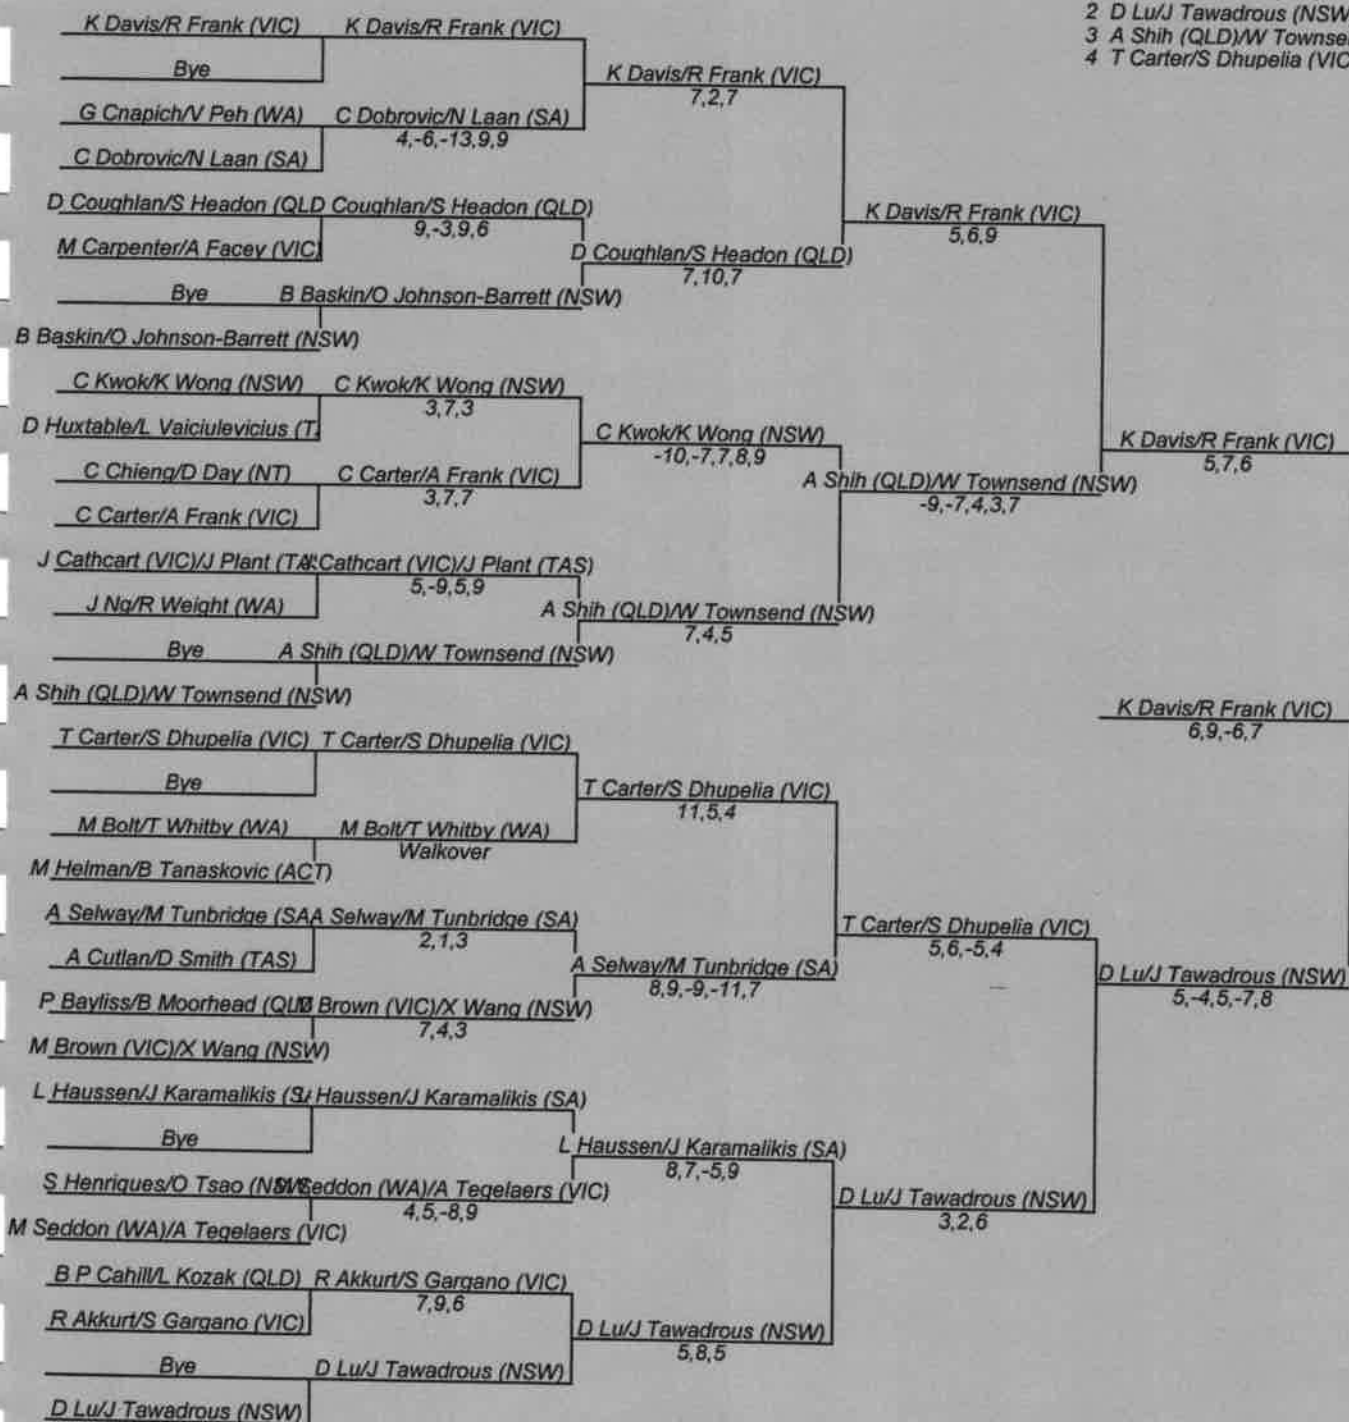 2 D Lu/J Tawadrous (NSW
3 A Shih (QLD)/W Townse
4 T Carter/S Dhupelia (VIC
K Davis/R Frank (VIC) K Davis/R Frank (VIC)
Bye K Davis/R Frank (VIC)
7,2,7
G Cnapich/V Peh (WA) C Dobrovic/N Laan (SA)
4,-6,-13,9,9
C Dobrovic/N Laan (SA)
D Coughlan/S Headon (QLD Coughlan/S Headon (QLD)
9,-3,9,6
K Davis/R Frank (VIC)
5,6,9
M Carpenter/A Facey (VIC) D Coughlan/S Headon (QLD)
7,10,7
Bye B Baskin/O Johnson-Barrett (NSW)
B Baskin/O Johnson-Barrett (NSW)
C Kwok/K Wong (NSW) C Kwok/K Wong (NSW)
3,7,3
D Huxtable/L Vaiciulevicius (T C Kwok/K Wong (NSW)
-10,-7,7,8,9
K Davis/R Frank (VIC)
5,7,6
C Chieng/D Day (NT) C Carter/A Frank (VIC)
3,7,7
A Shih (QLD)/W Townsend (NSW)
-9,-7,4,3,7
C Carter/A Frank (VIC)
J Cathcart (VIC)/J Plant (TA Cathcart (VIC)/J Plant (TAS)
5,-9,5,9
J Ng/R Weight (WA) A Shih (QLD)/W Townsend (NSW)
7,4,5
Bye A Shih (QLD)/W Townsend (NSW)
A Shih (QLD)/W Townsend (NSW)
K Davis/R Frank (VIC)
6,9,-6,7
T Carter/S Dhupelia (VIC) T Carter/S Dhupelia (VIC)
Bye T Carter/S Dhupelia (VIC)
11,5,4
M Bolt/T Whitby (WA) M Bolt/T Whitby (WA)
Walkover
M Helman/B Tanaskovic (ACT)
A Selway/M Tunbridge (SA A Selway/M Tunbridge (SA)
2,1,3
T Carter/S Dhupelia (VIC)
5,6,-5,4
A Cutlan/D Smith (TAS) A Selway/M Tunbridge (SA)
8,9,-9,-11,7
D Lu/J Tawadrous (NSW)
5,-4,5,-7,8
P Bayliss/B Moorhead (QL Brown (VIC)/X Wang (NSW)
7,4,3
M Brown (VIC)/X Wang (NSW)
L Haussen/J Karamalikis (S Haussen/J Karamalikis (SA)
Bye L Haussen/J Karamalikis (SA)
8,7,-5,9
S Henriques/O Tsao (NS Seddon (WA)/A Tegelaers (VIC)
4,5,-8,9
D Lu/J Tawadrous (NSW)
3,2,6
M Seddon (WA)/A Tegelaers (VIC)
B P Cahill/L Kozak (QLD) R Akkurt/S Gargano (VIC)
7,9,6
R Akkurt/S Gargano (VIC) D Lu/J Tawadrous (NSW)
5,8,5
Bye D Lu/J Tawadrous (NSW)
D Lu/J Tawadrous (NSW)